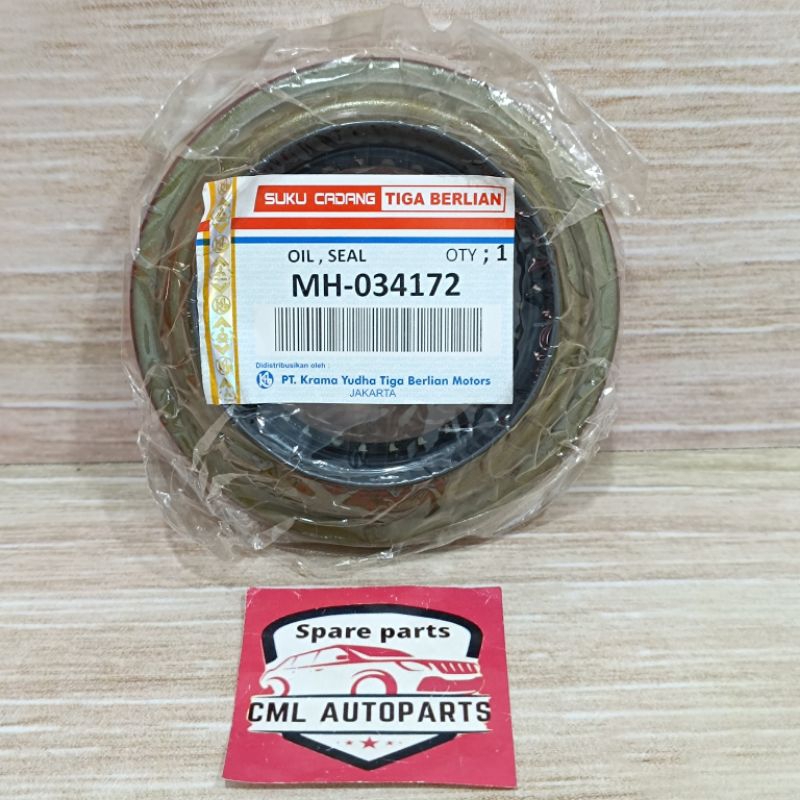 SUKU CADANG TIGA BERLIAN
OIL , SEAL QTY ; 1
MH-034172
Didistribusikan oleh :
PT. Krama Yudha Tiga Berlian Motors
JAKARTA
Spare parts
CML AUTOPARTS